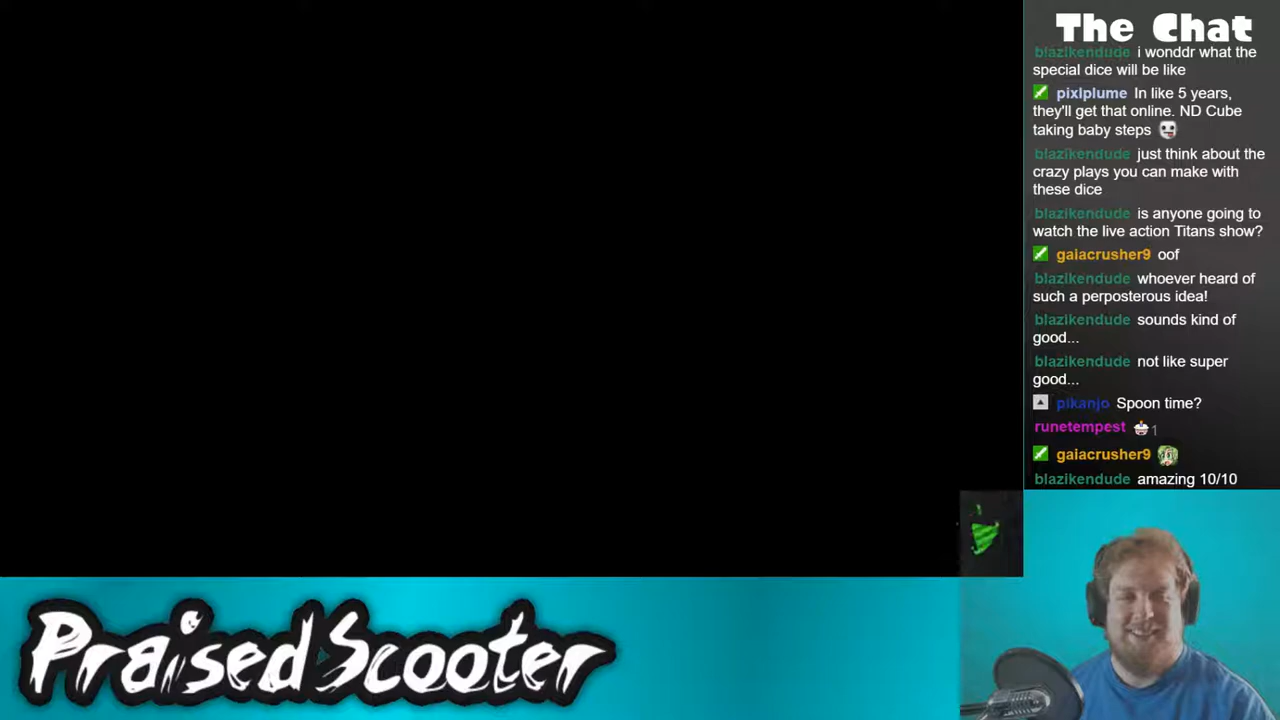 The Chat
blazikendude i wonddr what the
special dice will be like
pixlplume In like 5 years,
they'll get that online. ND Cube
taking baby steps
blazikendude just think about the
crazy plays you can make with
these dice
blazikendude is anyone going to
watch the live action Titans show?
gaiacrusher9 oof
blazikendude whoever heard of
such a perposterous idea!
blazikendude sounds kind of
good...
blazikendude not like super
good...
pikanjo Spoon time?
runetempest 1
gaiacrusher9
blazikendude amazing 10/10
PraisedScooter